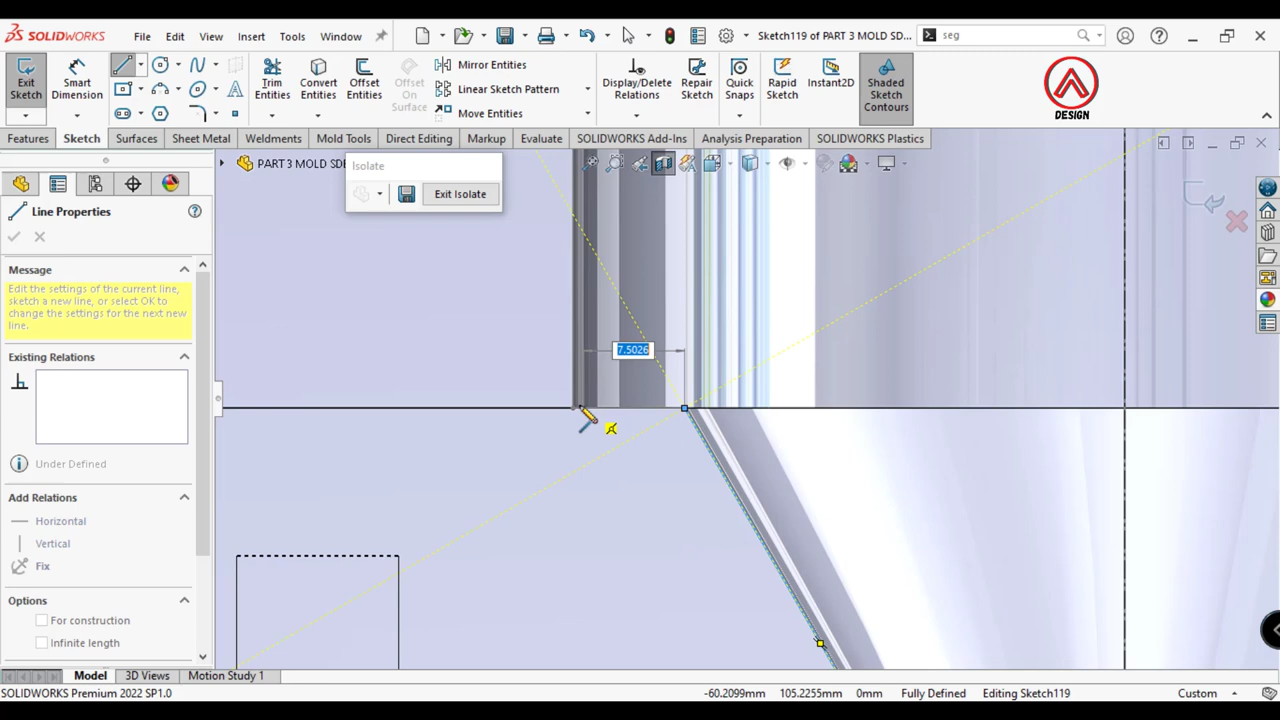 SOLIDWORKS
File
Edit
View
Insert
Tools
Window
Sketch119 of PART 3 MOLD SD...
seg
Exit
Sketch
Smart
Dimension
Trim
Entities
Convert
Entities
Offset
Entities
Offset
On
Surface
Mirror Entities
Linear Sketch Pattern
Move Entities
Display/Delete
Relations
Repair
Sketch
Quick
Snaps
Rapid
Sketch
Instant2D
Shaded
Sketch
Contours
DESIGN
Features
Sketch
Surfaces
Sheet Metal
Weldments
Mold Tools
Direct Editing
Markup
Evaluate
SOLIDWORKS Add-Ins
Analysis Preparation
SOLIDWORKS Plastics
PART 3 MOLD SDE
Isolate
Exit Isolate
Line Properties
Message
Edit the settings of the current line,
sketch a new line, or select OK to
change the settings for the next new
line.
Existing Relations
Under Defined
Add Relations
Horizontal
Vertical
Fix
Options
For construction
Infinite length
7.5026
Model
3D Views
Motion Study 1
SOLIDWORKS Premium 2022 SP1.0
-60.2099mm
105.2255mm
0mm
Fully Defined
Editing Sketch119
Custom